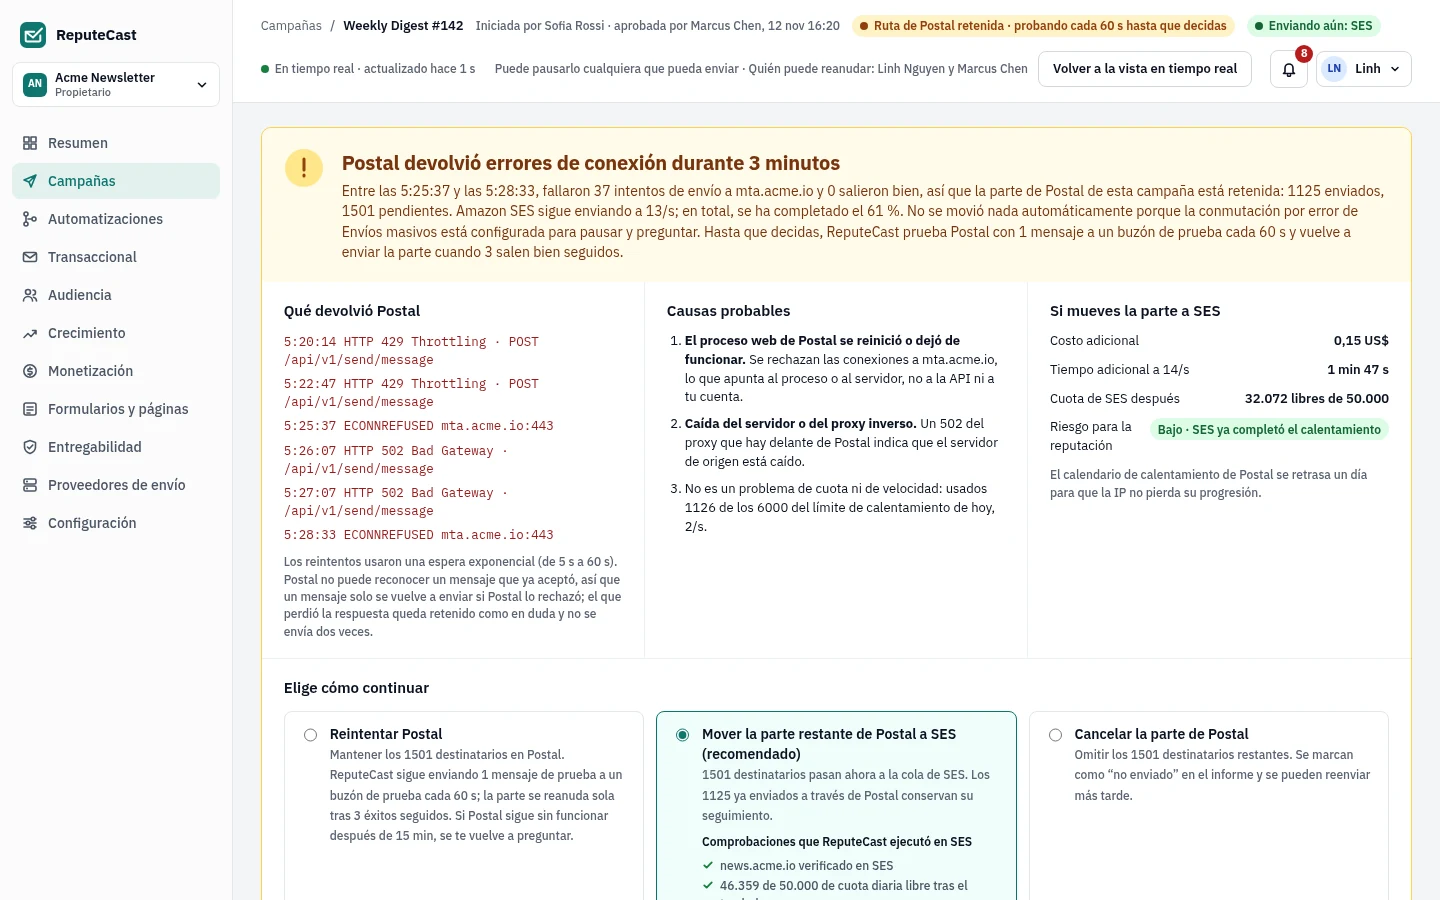 ReputeCast
AN
Acme Newsletter
Propietario
Resumen
Campañas
Automatizaciones
Transaccional
Audiencia
Crecimiento
Monetización
Formularios y páginas
Entregabilidad
Proveedores de envío
Configuración
Campañas / Weekly Digest #142 Iniciada por Sofia Rossi · aprobada por Marcus Chen, 12 nov 16:20 Ruta de Postal retenida · probando cada 60 s hasta que decidas Enviando aún: SES
En tiempo real · actualizado hace 1 s Puede pausarlo cualquiera que pueda enviar · Quién puede reanudar: Linh Nguyen y Marcus Chen Volver a la vista en tiempo real 8 LN Linh
Postal devolvió errores de conexión durante 3 minutos
Entre las 5:25:37 y las 5:28:33, fallaron 37 intentos de envío a mta.acme.io y 0 salieron bien, así que la parte de Postal de esta campaña está retenida: 1125 enviados,
1501 pendientes. Amazon SES sigue enviando a 13/s; en total, se ha completado el 61 %. No se movió nada automáticamente porque la conmutación por error de
Envíos masivos está configurada para pausar y preguntar. Hasta que decidas, ReputeCast prueba Postal con 1 mensaje a un buzón de prueba cada 60 s y vuelve a
enviar la parte cuando 3 salen bien seguidos.
Qué devolvió Postal
5:20:14 HTTP 429 Throttling · POST
/api/v1/send/message
5:22:47 HTTP 429 Throttling · POST
/api/v1/send/message
5:25:37 ECONNREFUSED mta.acme.io:443
5:26:07 HTTP 502 Bad Gateway ·
/api/v1/send/message
5:27:07 HTTP 502 Bad Gateway ·
/api/v1/send/message
5:28:33 ECONNREFUSED mta.acme.io:443
Los reintentos usaron una espera exponencial (de 5 s a 60 s).
Postal no puede reconocer un mensaje que ya aceptó, así que
un mensaje solo se vuelve a enviar si Postal lo rechazó; el que
perdió la respuesta queda retenido como en duda y no se
envía dos veces.
Causas probables
1. El proceso web de Postal se reinició o dejó de
funcionar. Se rechazan las conexiones a mta.acme.io,
lo que apunta al proceso o al servidor, no a la API ni a
tu cuenta.
2. Caída del servidor o del proxy inverso. Un 502 del
proxy que hay delante de Postal indica que el servidor
de origen está caído.
3. No es un problema de cuota ni de velocidad: usados
1126 de los 6000 del límite de calentamiento de hoy,
2/s.
Si mueves la parte a SES
Costo adicional 0,15 US$
Tiempo adicional a 14/s 1 min 47 s
Cuota de SES después 32.072 libres de 50.000
Riesgo para la
reputación
Bajo · SES ya completó el calentamiento
El calendario de calentamiento de Postal se retrasa un día
para que la IP no pierda su progresión.
Elige cómo continuar
Reintentar Postal
Mantener los 1501 destinatarios en Postal.
ReputeCast sigue enviando 1 mensaje de prueba a un
buzón de prueba cada 60 s; la parte se reanuda sola
tras 3 éxitos seguidos. Si Postal sigue sin funcionar
después de 15 min, se te vuelve a preguntar.
Mover la parte restante de Postal a SES
(recomendado)
1501 destinatarios pasan ahora a la cola de SES. Los
1125 ya enviados a través de Postal conservan su
seguimiento.
Comprobaciones que ReputeCast ejecutó en SES
news.acme.io verificado en SES
46.359 de 50.000 de cuota diaria libre tras el
Cancelar la parte de Postal
Omitir los 1501 destinatarios restantes. Se marcan
como “no enviado” en el informe y se pueden reenviar
más tarde.